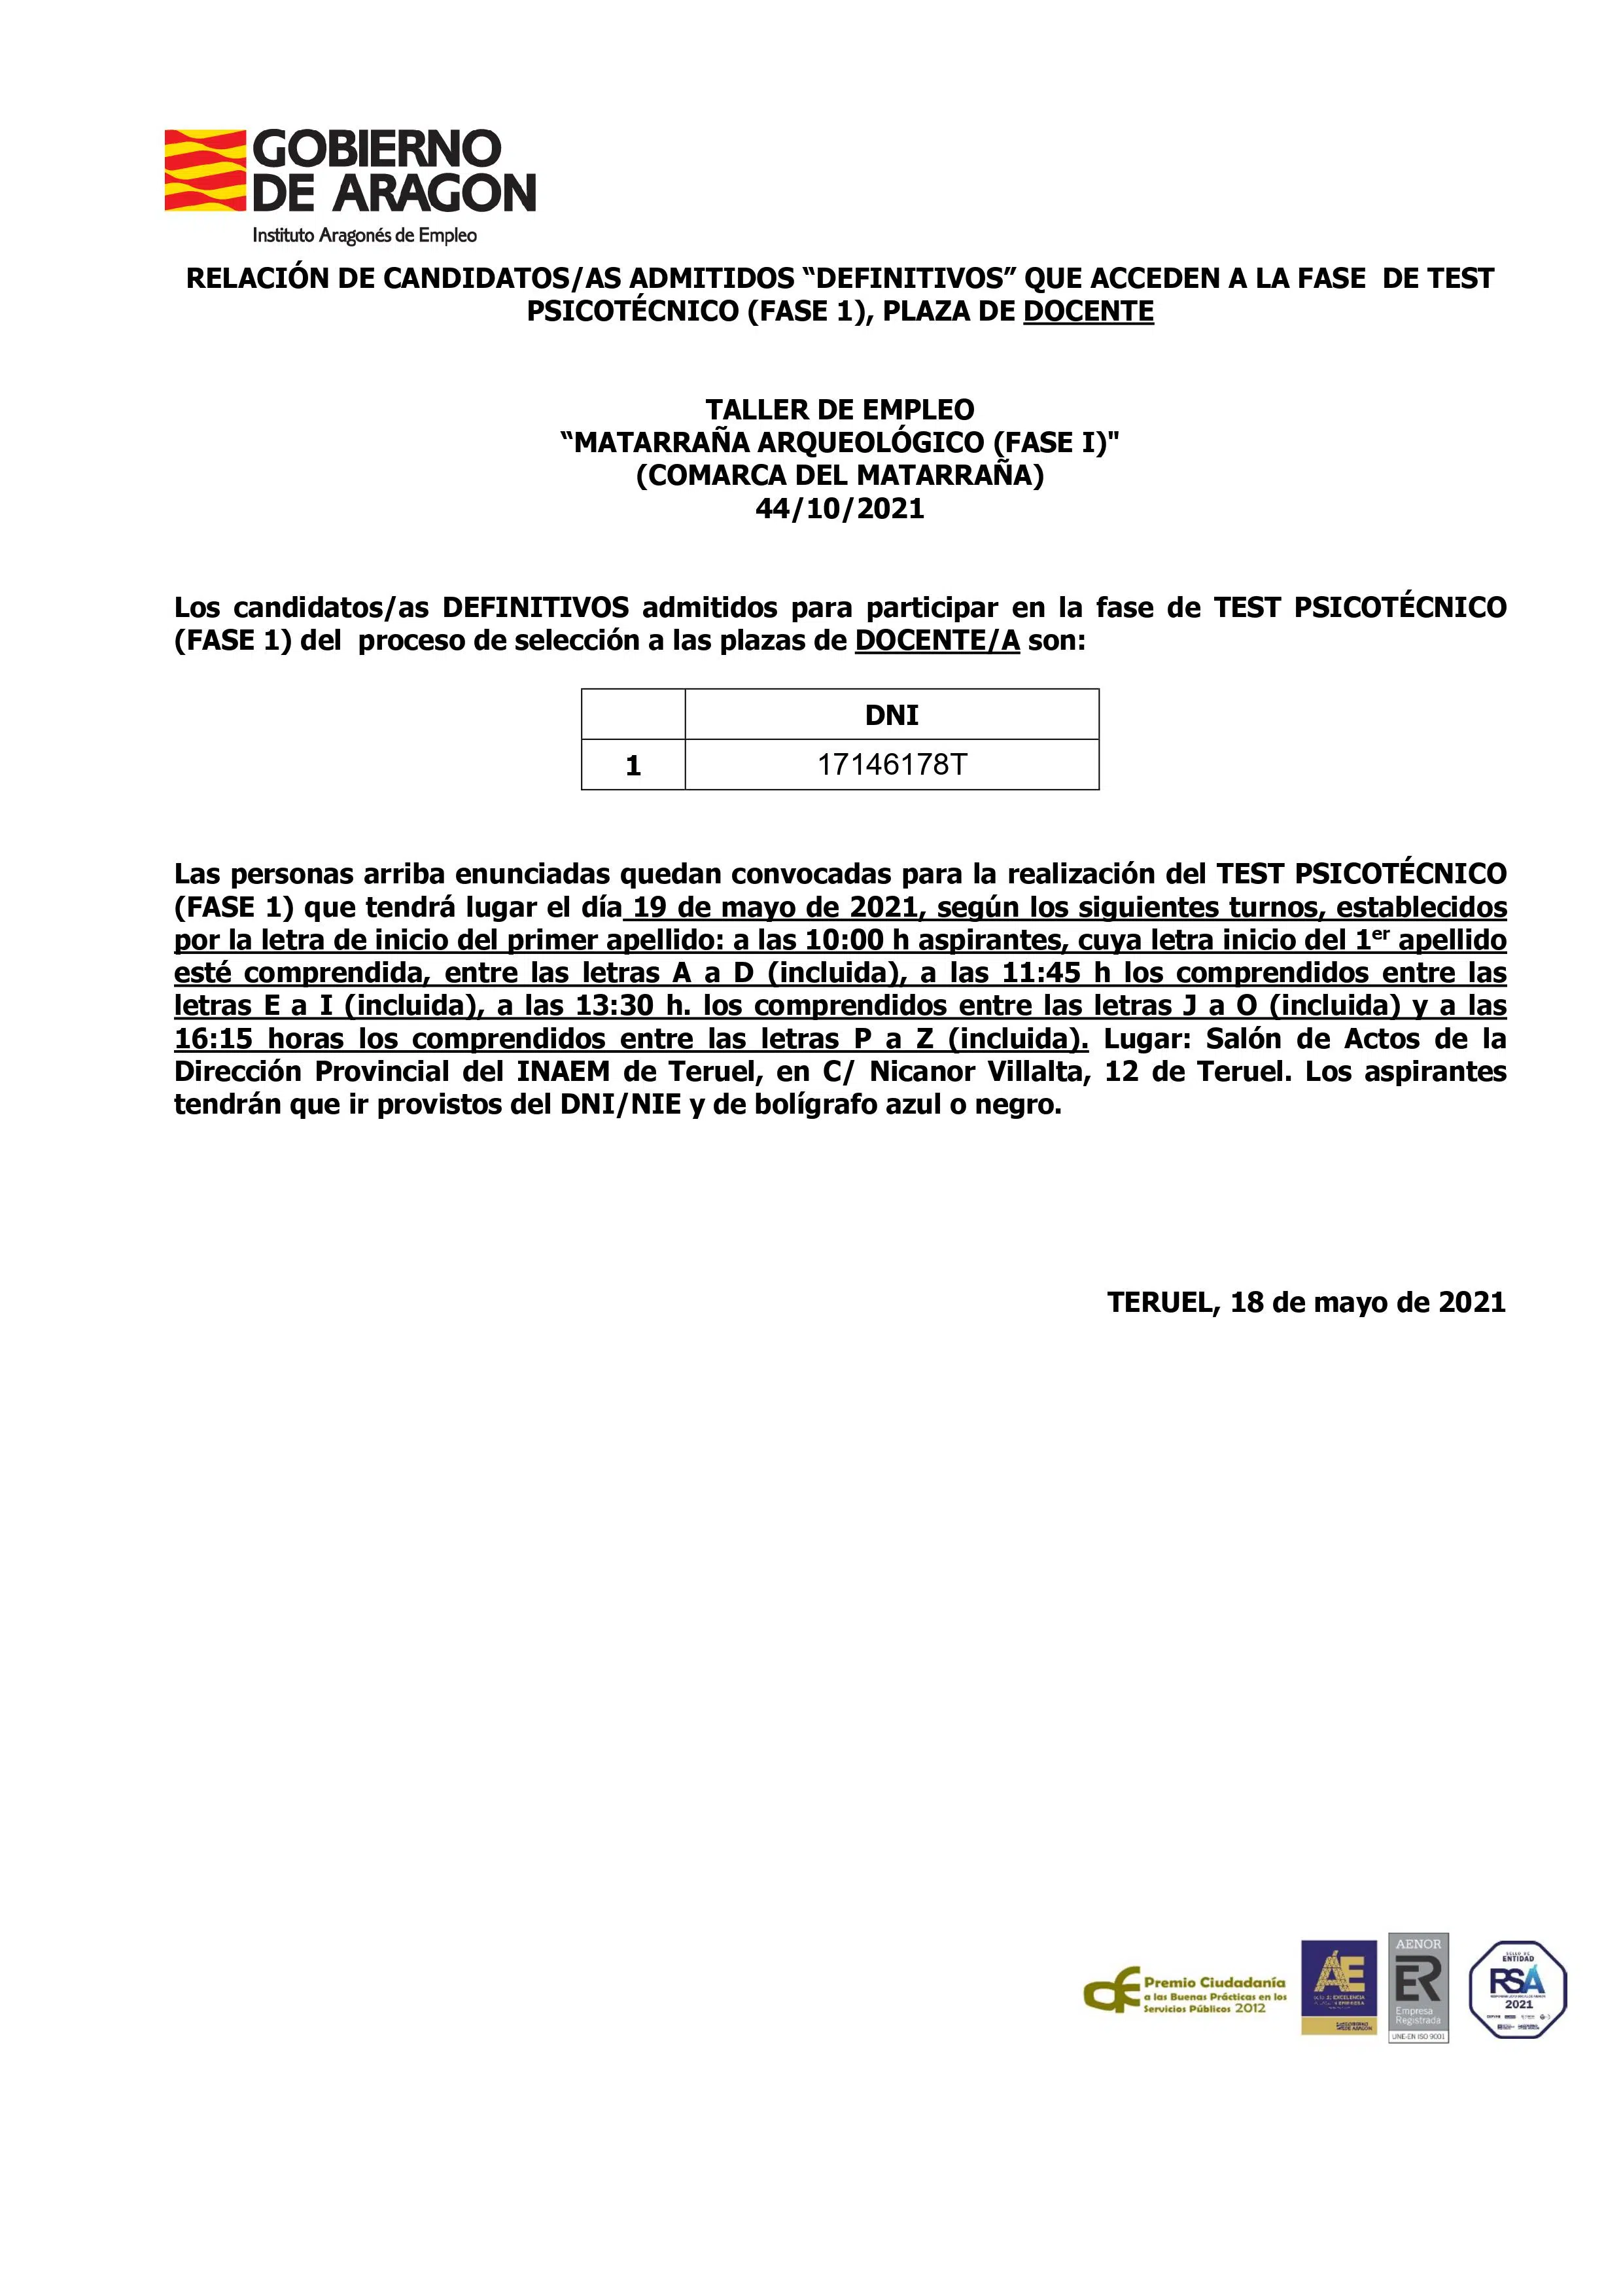 GOBIERNO
DE ARAGON
Instituto Aragonés de Empleo
RELACIÓN DE CANDIDATOS/AS ADMITIDOS “DEFINITIVOS” QUE ACCEDEN A LA FASE  DE TEST
PSICOTÉCNICO (FASE 1), PLAZA DE DOCENTE
TALLER DE EMPLEO
“MATARRAÑA ARQUEOLÓGICO (FASE I)"
(COMARCA DEL MATARRAÑA)
44/10/2021
Los candidatos/as DEFINITIVOS admitidos para participar en la fase de TEST PSICOTÉCNICO
(FASE 1) del  proceso de selección a las plazas de DOCENTE/A son:
DNI
1 17146178T
Las personas arriba enunciadas quedan convocadas para la realización del TEST PSICOTÉCNICO
(FASE 1) que tendrá lugar el día 19 de mayo de 2021, según los siguientes turnos, establecidos
por la letra de inicio del primer apellido: a las 10:00 h aspirantes, cuya letra inicio del 1er apellido
esté comprendida, entre las letras A a D (incluida), a las 11:45 h los comprendidos entre las
letras E a I (incluida), a las 13:30 h. los comprendidos entre las letras J a O (incluida) y a las
16:15 horas los comprendidos entre las letras P a Z (incluida). Lugar: Salón de Actos de la
Dirección Provincial del INAEM de Teruel, en C/ Nicanor Villalta, 12 de Teruel. Los aspirantes
tendrán que ir provistos del DNI/NIE y de bolígrafo azul o negro.
TERUEL, 18 de mayo de 2021
Premio Ciudadanía
a las Buenas Prácticas en los
Servicios Públicos 2012
ÁE
GOBIERNO
DE ARAGON
AENOR
ER
Empresa
Registrada
UNE-EN ISO 9001
SELLO DE
ENTIDAD
RSA
2021